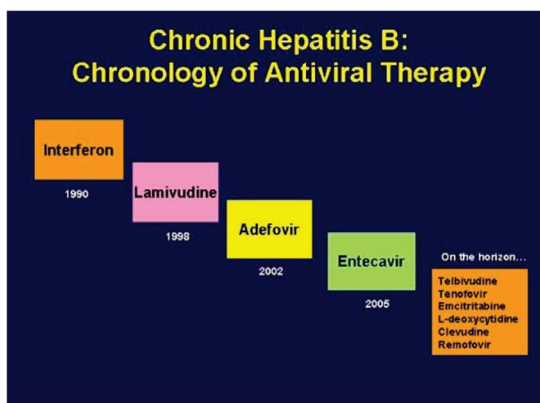 Chronic Hepatitis B:
Chronology of Antiviral Therapy
Interferon
1990
Lamivudine
1998
Adefovir
2002
Entecavir
2005
On the horizon...
Telbivudine
Tenofovir
Emcitritabine
L-deoxycytidine
Clevudine
Remofovir